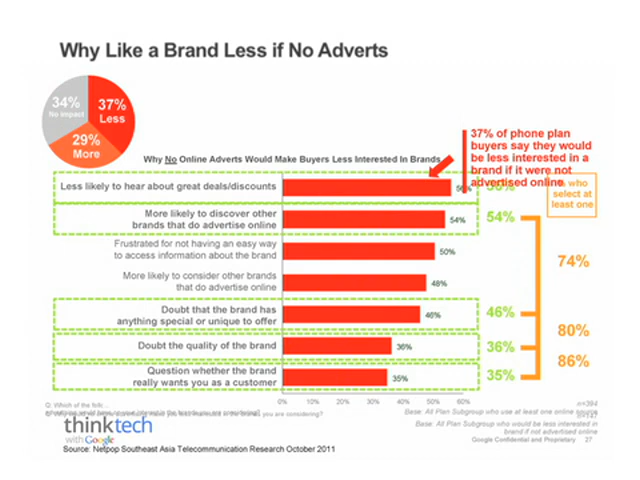 Why Like a Brand Less if No Adverts
34%
No impact
37%
Less
29%
More
37% of phone plan
buyers say they would
be less interested in a
brand if it were not
advertised online
Why No Online Adverts Would Make Buyers Less Interested In Brands
% who
select at
least one
Less likely to hear about great deals/discounts
56%
56%
More likely to discover other
brands that do advertise online
54%
54%
Frustrated for not having an easy way
to access information about the brand
50%
74%
More likely to consider other brands
that do advertise online
48%
Doubt that the brand has
anything special or unique to offer
46%
46%
80%
Doubt the quality of the brand
36%
36%
86%
Question whether the brand
really wants you as a customer
35%
35%
0% 10% 20% 30% 40% 50% 60%
Q: Which of the
you are considering?
n=384
Base: All Plan Subgroup who use at least one online source
Base: All Plan Subgroup who would be less interested in
brand if not advertised online
thinktech
with Google
Google Confidential and Proprietary 27
Source: Netpop Southeast Asia Telecommunication Research October 2011